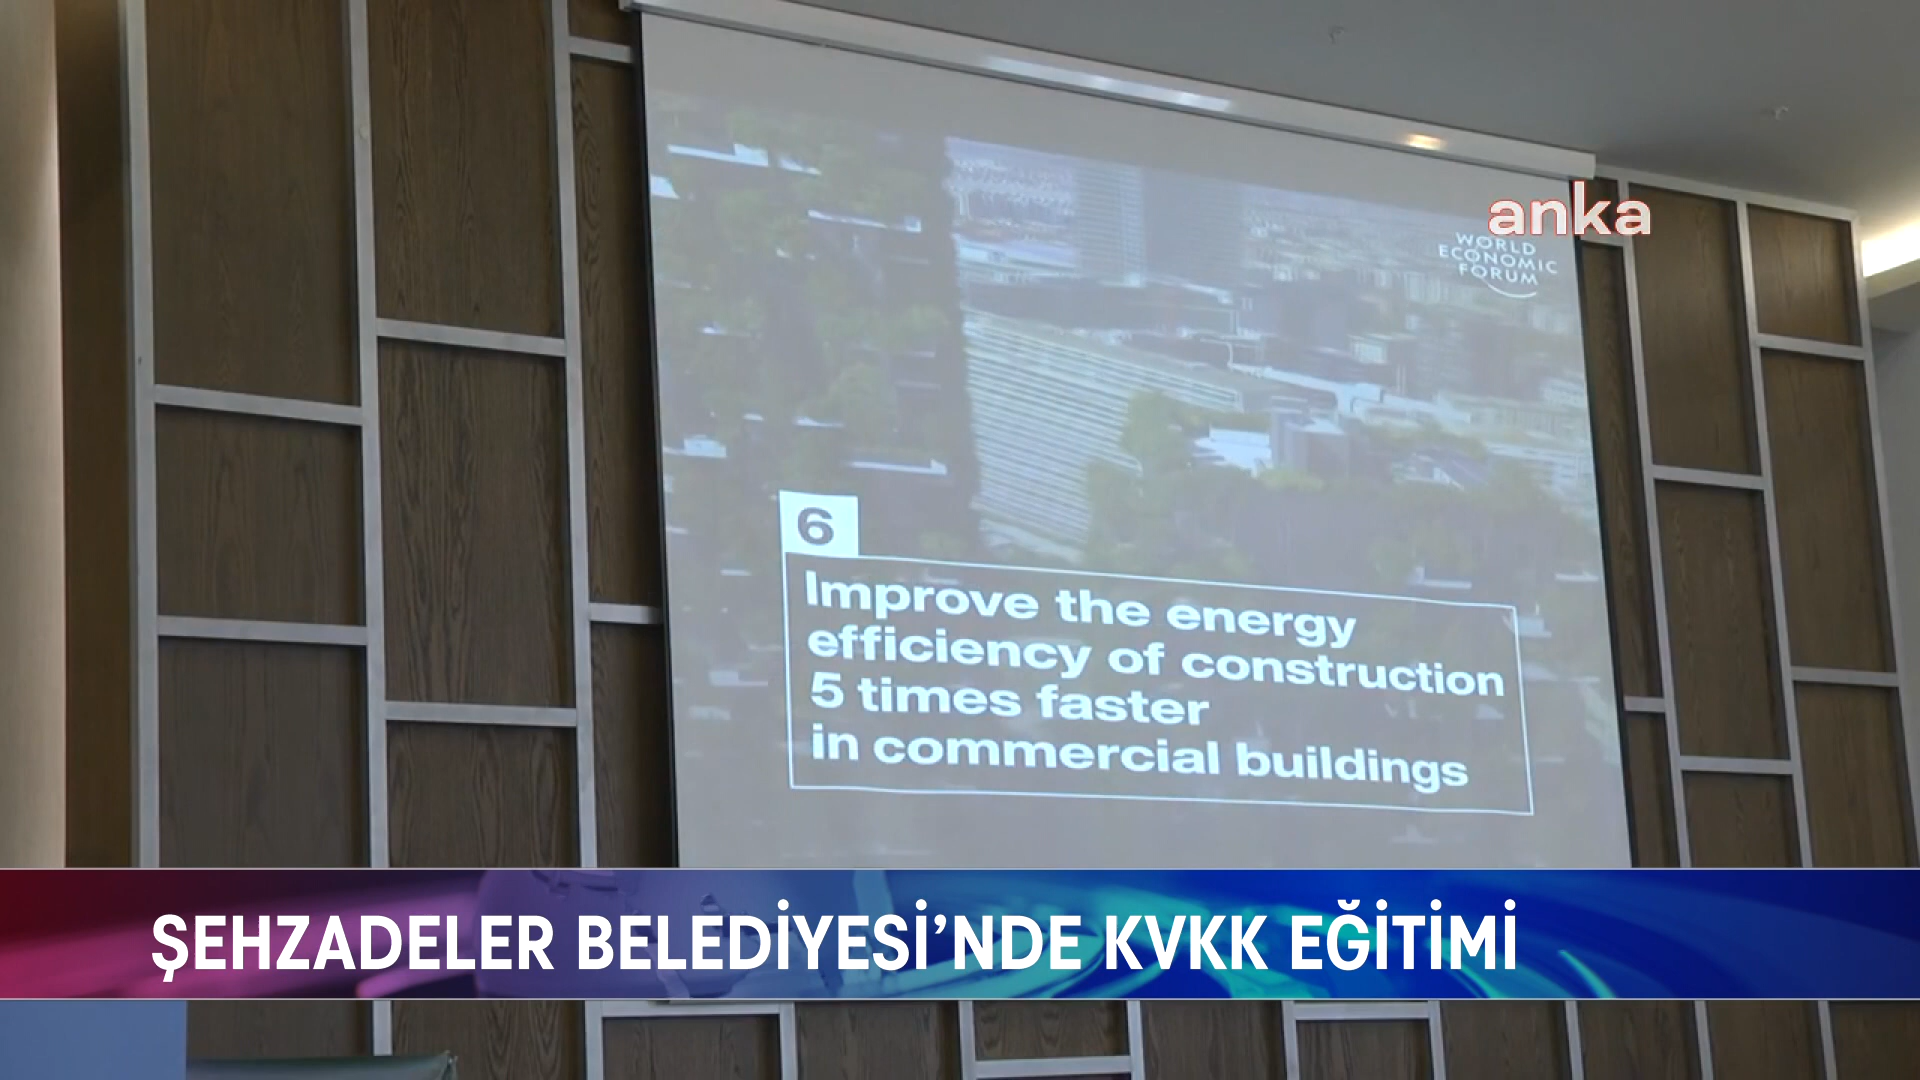 anka
WORLD
ECONOMIC
FORUM
6
Improve the energy
efficiency of construction
5 times faster
in commercial buildings
ŞEHZADELER BELEDİYESİ’NDE KVKK EĞİTİMİ